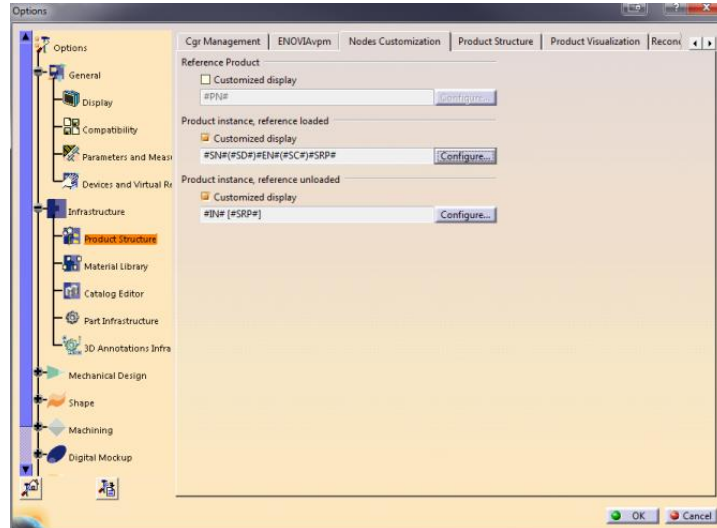 Options
Options
General
Display
Compatibility
Parameters and Measu
Devices and Virtual Re
Infrastructure
Product Structure
Material Library
Catalog Editor
Part Infrastructure
3D Annotations Infra
Mechanical Design
Shape
Machining
Digital Mockup
Cgr Management
ENOVIAvpm
Nodes Customization
Product Structure
Product Visualization
Recon
Reference Product
Customized display
#PN#
Configure...
Product instance, reference loaded
Customized display
#SN#(#SD#)#EN#(#SC#)#SRP#
Configure...
Product instance, reference unloaded
Customized display
#IN# [#SRP#]
Configure...
OK
Cancel